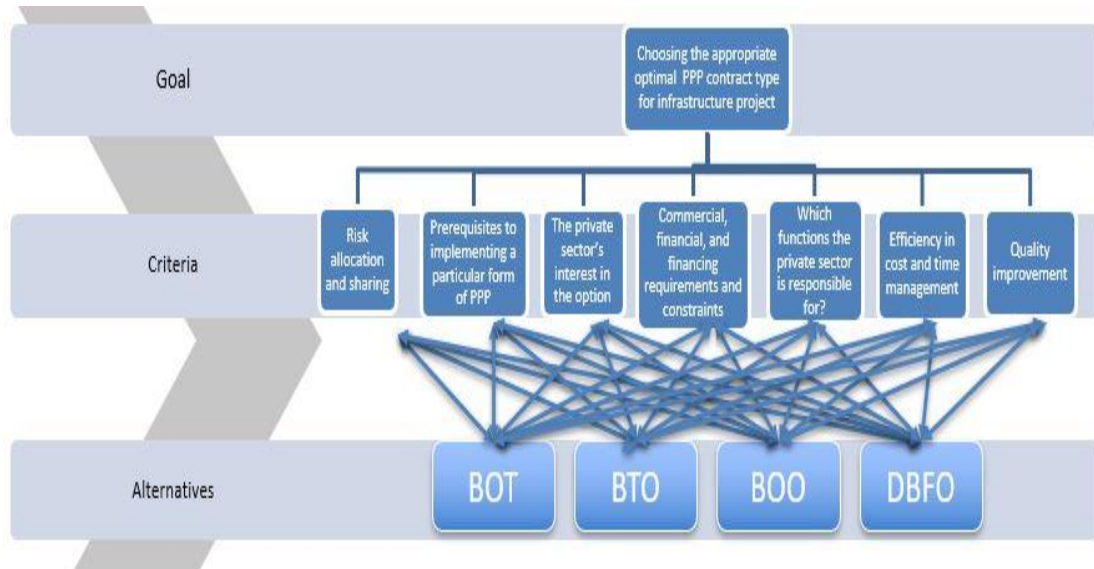 Goal
Choosing the appropriate
optimal PPP contract type
for infrastructure project
Criteria
Risk
allocation
and sharing
Prerequisites to
implementing a
particular form
of PPP
The private
sector's
interest in
the option
Commercial,
financial, and
financing
requirements and
constraints
Which
functions the
private sector
is responsible
for?
Efficiency in
cost and time
management
Quality
improvement
Alternatives
BOT
BTO
BOO
DBFO